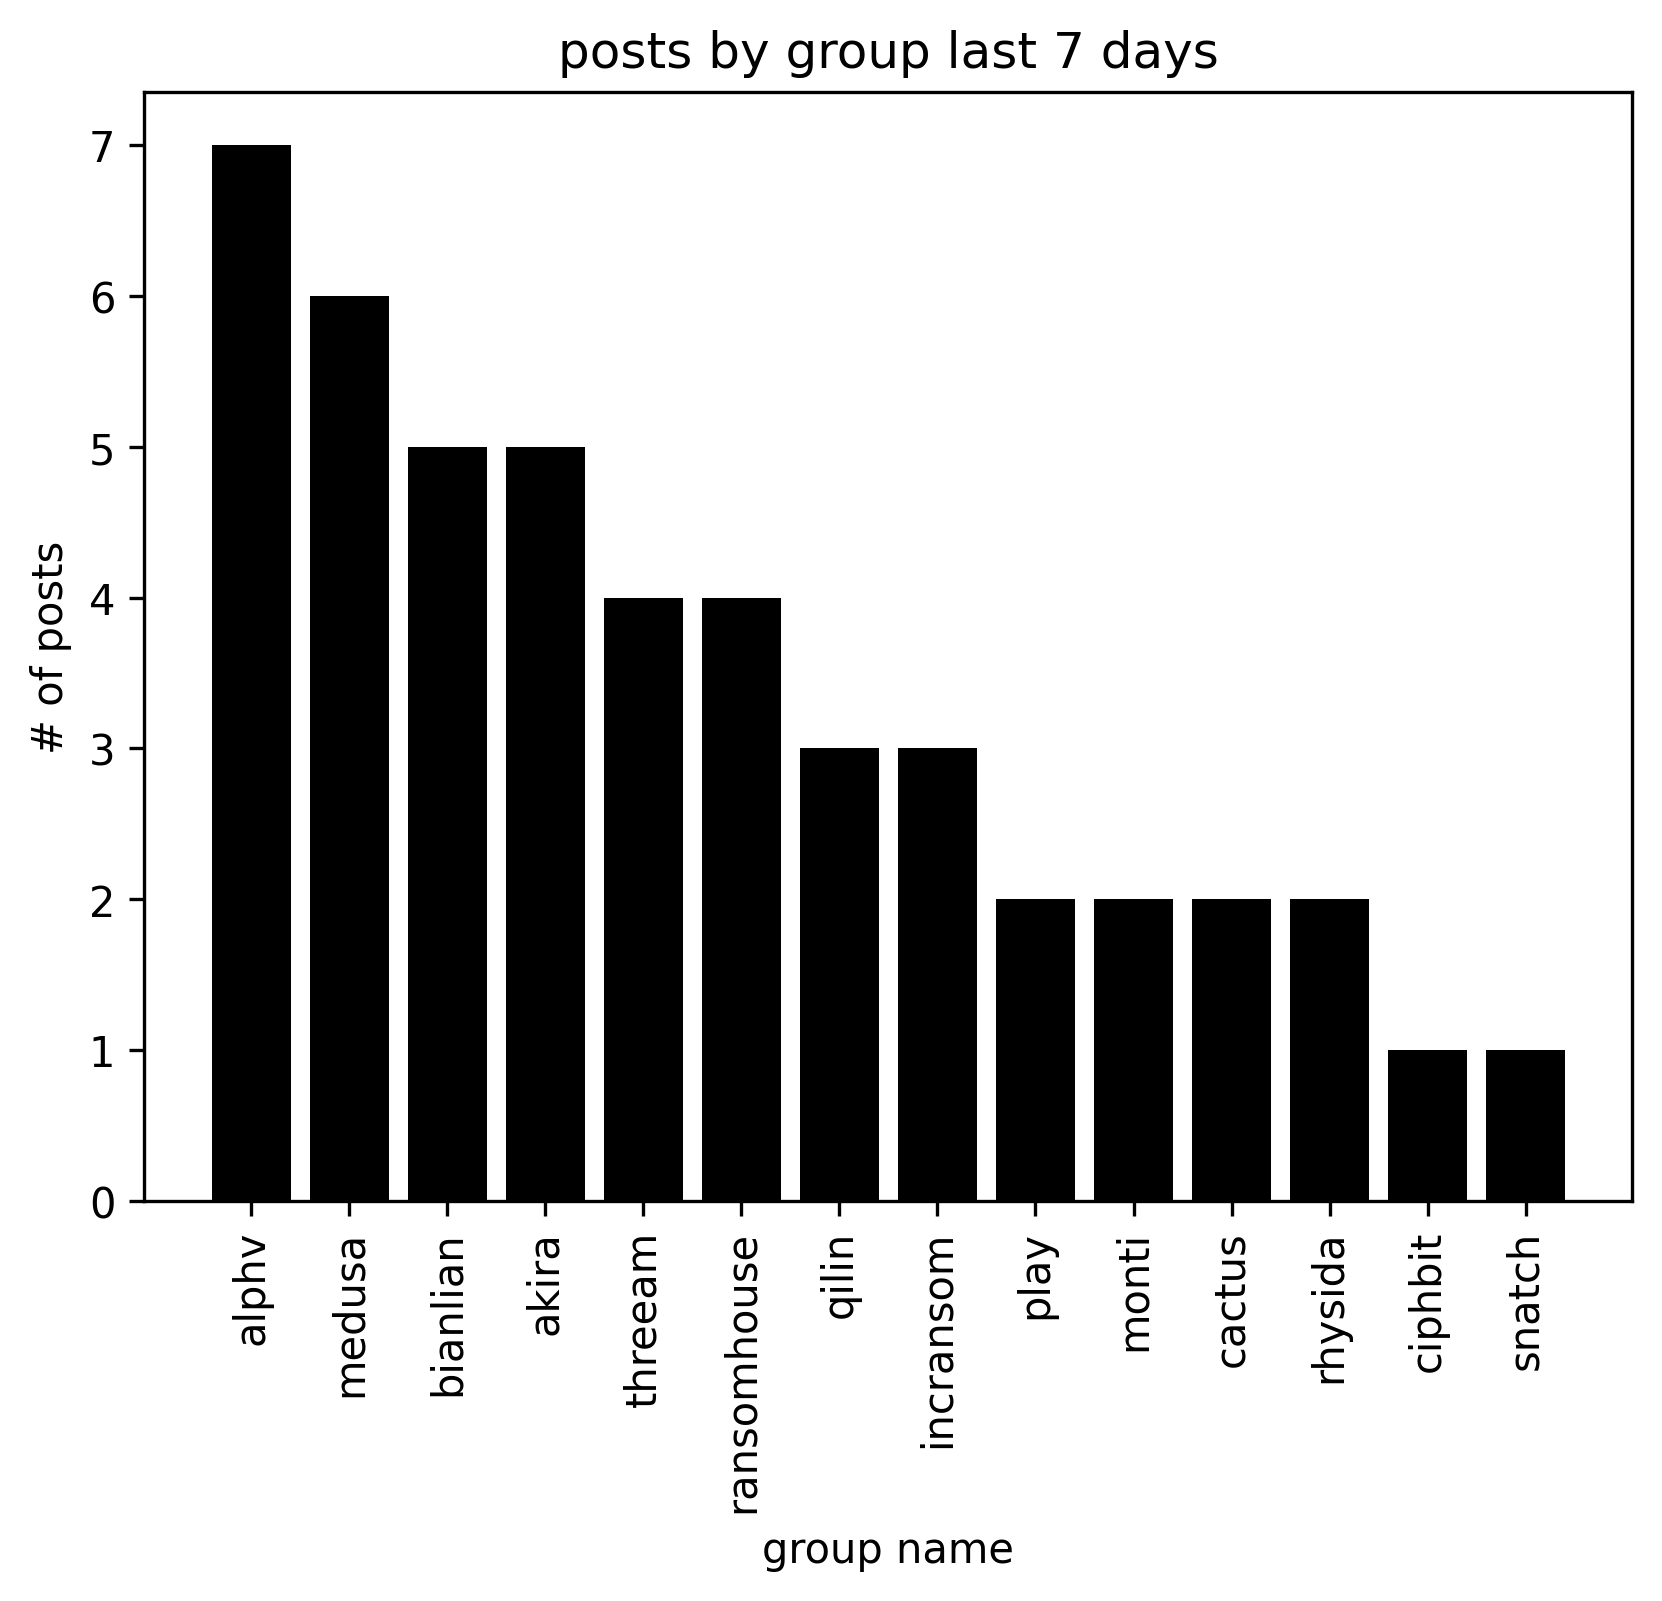 posts by group last 7 days
# of posts
7
6
5
4
3
2
1
0
alphv
medusa
bianlian
akira
threeam
ransomhouse
qilin
incransom
play
monti
cactus
rhysida
ciphbit
snatch
group name